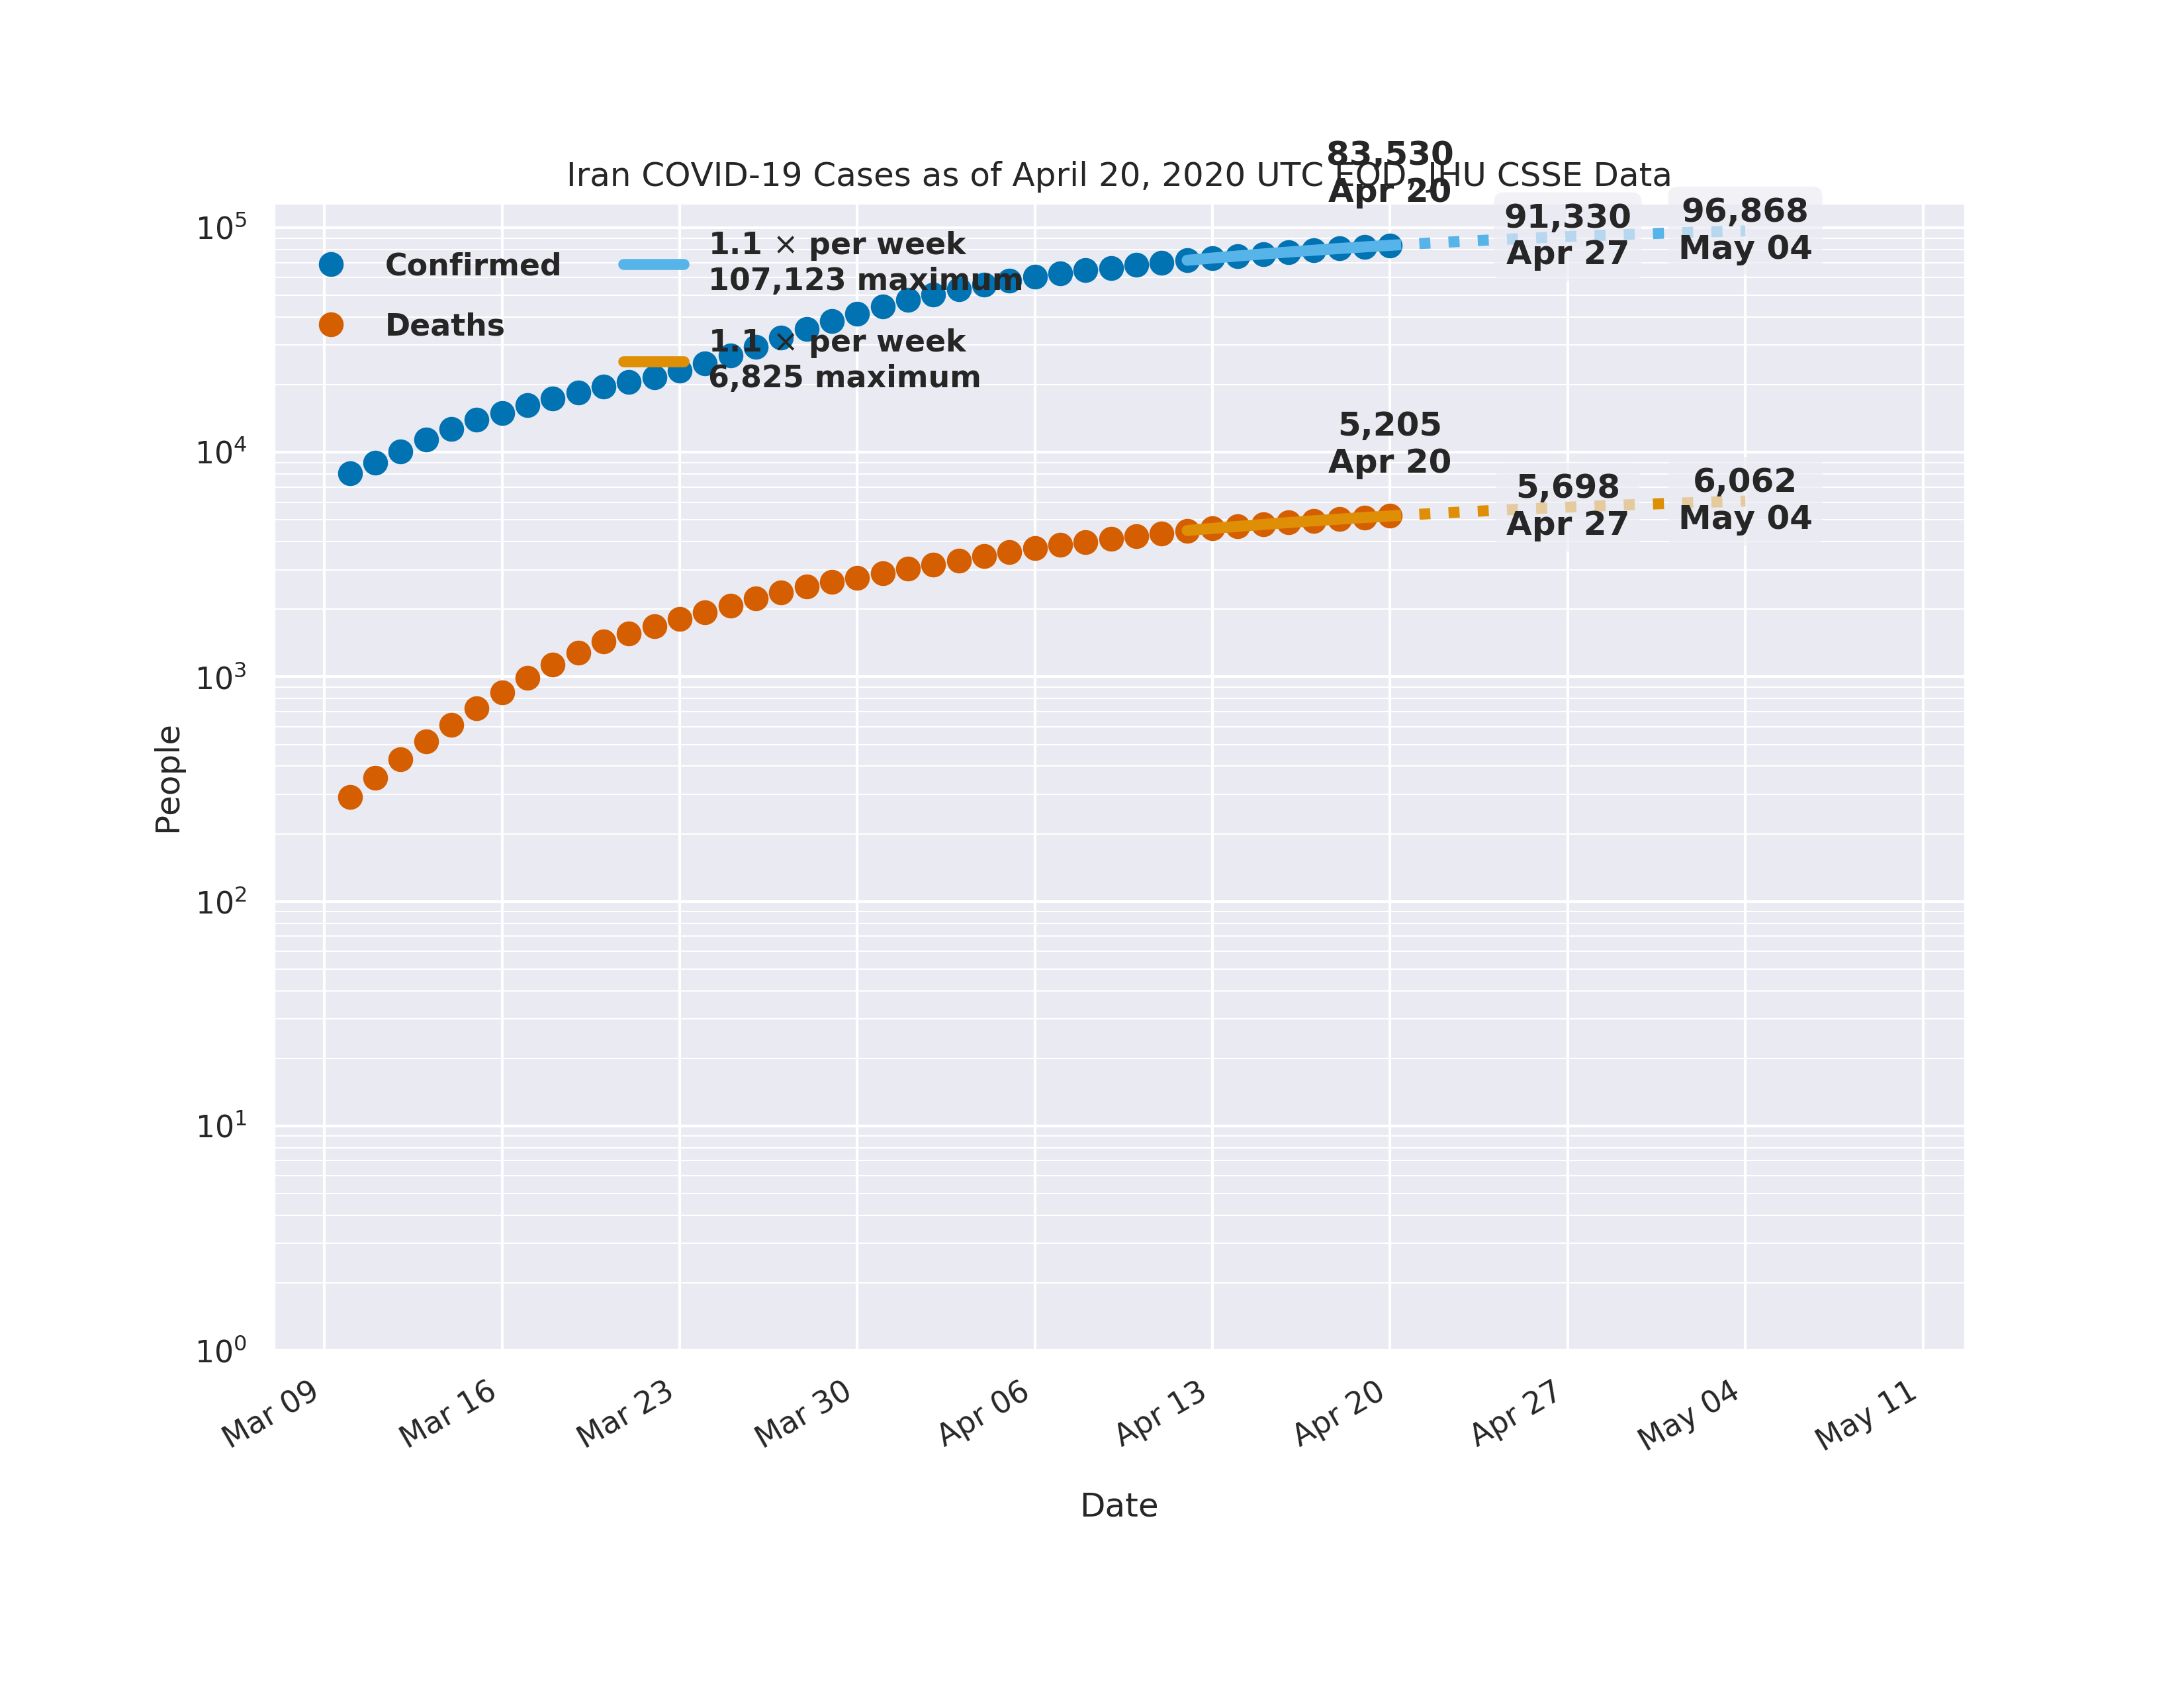 83,530
Apr 20
Iran COVID-19 Cases as of April 20, 2020 UTC EOD, JHU CSSE Data
91,330
Apr 27
96,868
May 04
Confirmed
Deaths
1.1 × per week
107,123 maximum
1.1 × per week
6,825 maximum
5,205
Apr 20
5,698
Apr 27
6,062
May 04
People
10⁵
10⁴
10³
10²
10¹
10⁰
Mar 09
Mar 16
Mar 23
Mar 30
Apr 06
Apr 13
Apr 20
Apr 27
May 04
May 11
Date